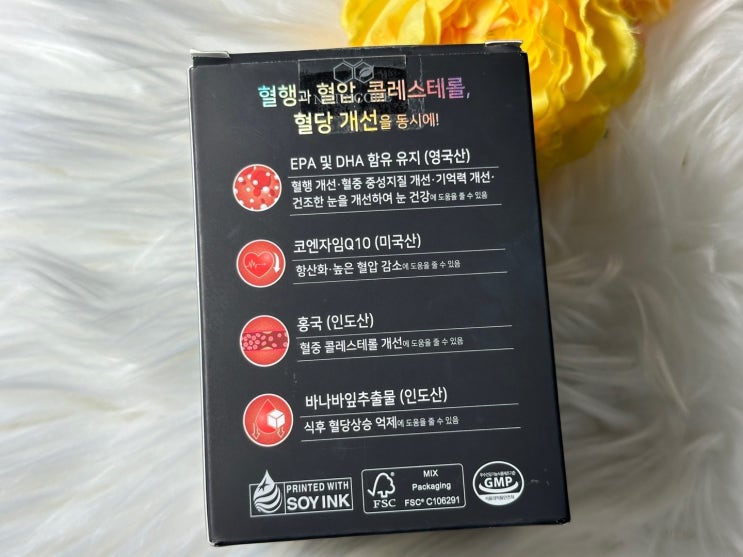 혈행과 혈압, 콜레스테롤,
혈당 개선을 동시에!
EPA 및 DHA 함유 유지 (영국산)
혈행 개선·혈중 중성지질 개선·기억력 개선·
건조한 눈을 개선하여 눈 건강에 도움을 줄 수 있음
코엔자임Q10 (미국산)
항산화·높은 혈압 감소에 도움을 줄 수 있음
홍국 (인도산)
혈중 콜레스테롤 개선에 도움을 줄 수 있음
바나바잎추출물 (인도산)
식후 혈당상승 억제에 도움을 줄 수 있음
PRINTED WITH
SOY INK
FSC
MIX
Packaging
FSC® C106291
GMP